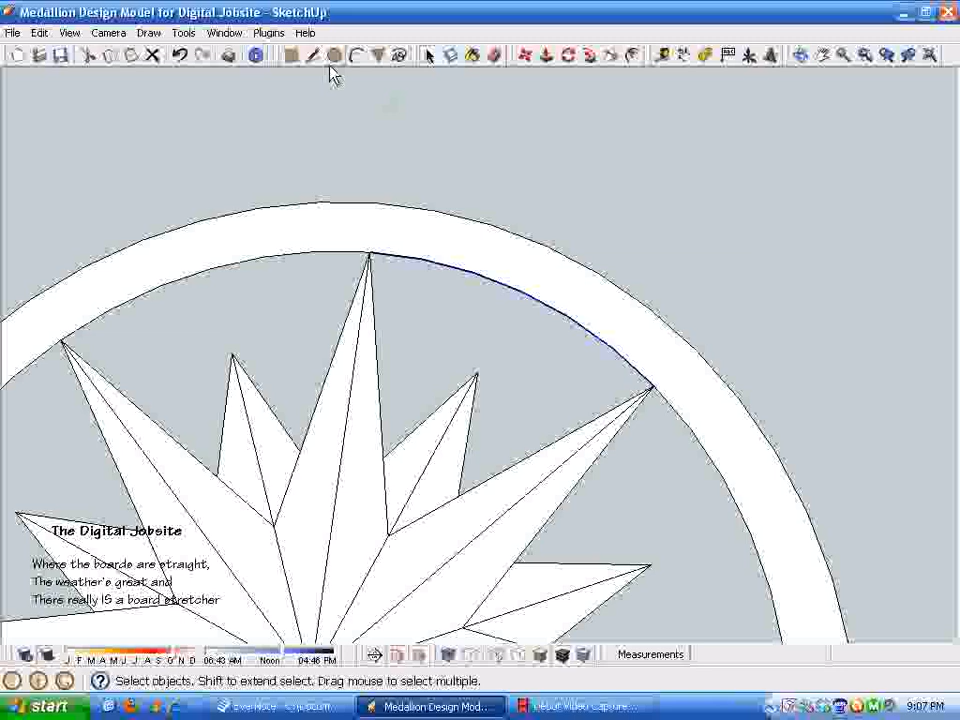 Medallion Design Model for Digital Jobsite - SketchUp
File Edit View Camera Draw Tools Window Plugins Help
The Digital Jobsite
Where the boards are straight,
The weather's great and
There really IS a board stretcher
J F M A M J J A S O N D 06:43 AM Noon 04:46 PM Measurements
Select objects. Shift to extend select. Drag mouse to select multiple.
start Medallion Design Mod... Debut Video Capture... 9:07 PM